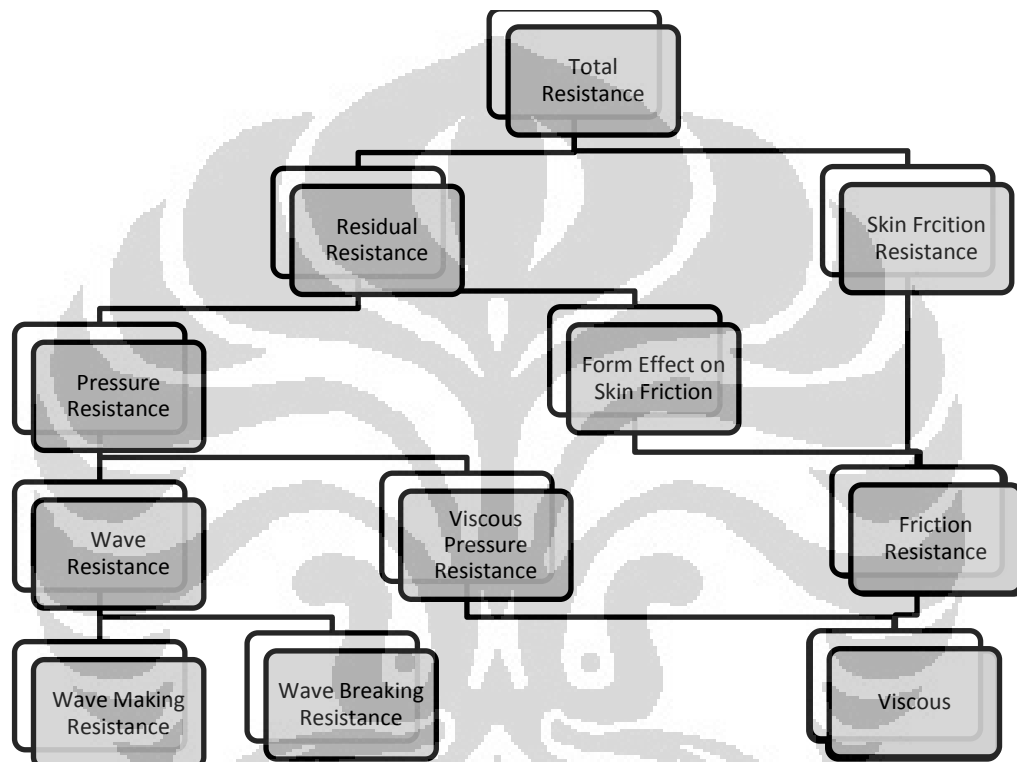 Total
Resistance
Residual
Resistance
Skin Frcition
Resistance
Pressure
Resistance
Form Effect on
Skin Friction
Wave
Resistance
Viscous
Pressure
Resistance
Friction
Resistance
Wave Making
Resistance
Wave Breaking
Resistance
Viscous